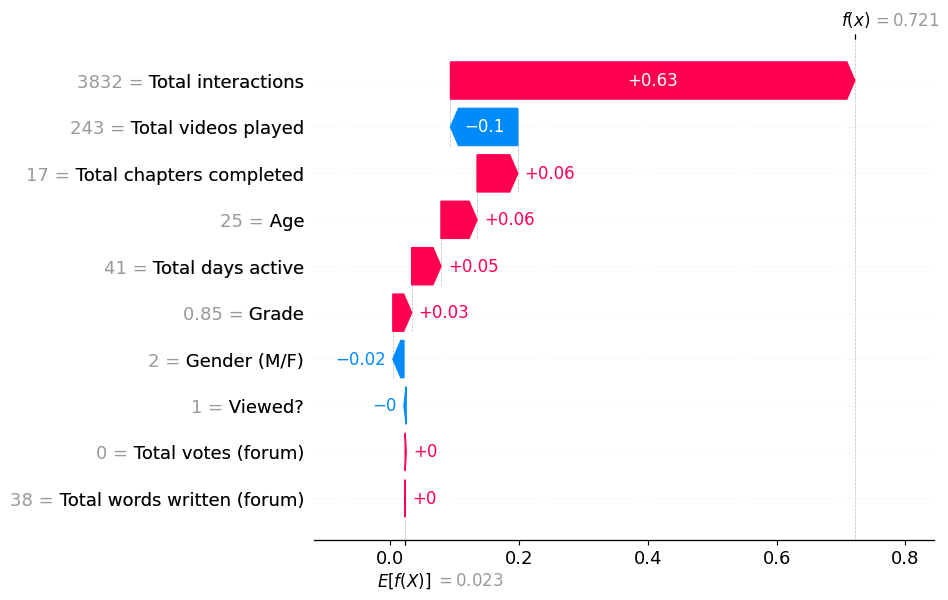 f(x) = 0.721
3832 = Total interactions
+0.63
243 = Total videos played
−0.1
17 = Total chapters completed
+0.06
25 = Age
+0.06
41 = Total days active
+0.05
0.85 = Grade
+0.03
2 = Gender (M/F)
−0.02
1 = Viewed?
−0
0 = Total votes (forum)
+0
38 = Total words written (forum)
+0
0.0 0.2 0.4 0.6 0.8
E[f(X)] = 0.023